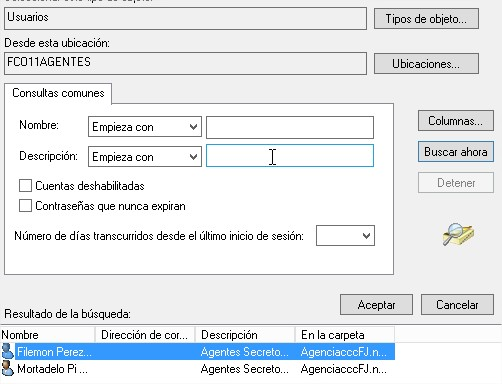 Usuarios
Tipos de objeto...
Desde esta ubicación:
FC011AGENTES
Ubicaciones...
Consultas comunes
Nombre:
Empieza con
Columnas...
Descripción:
Empieza con
Buscar ahora
Cuentas deshabilitadas
Detener
Contraseñas que nunca expiran
Número de días transcurridos desde el último inicio de sesión:
Aceptar
Cancelar
Resultado de la búsqueda:
Nombre Dirección de cor... Descripción En la carpeta
Filemon Perez... Agentes Secreto... AgenciacccFJ.n...
Mortadelo Pi ... Agentes Secreto... AgenciacccFJ.n...